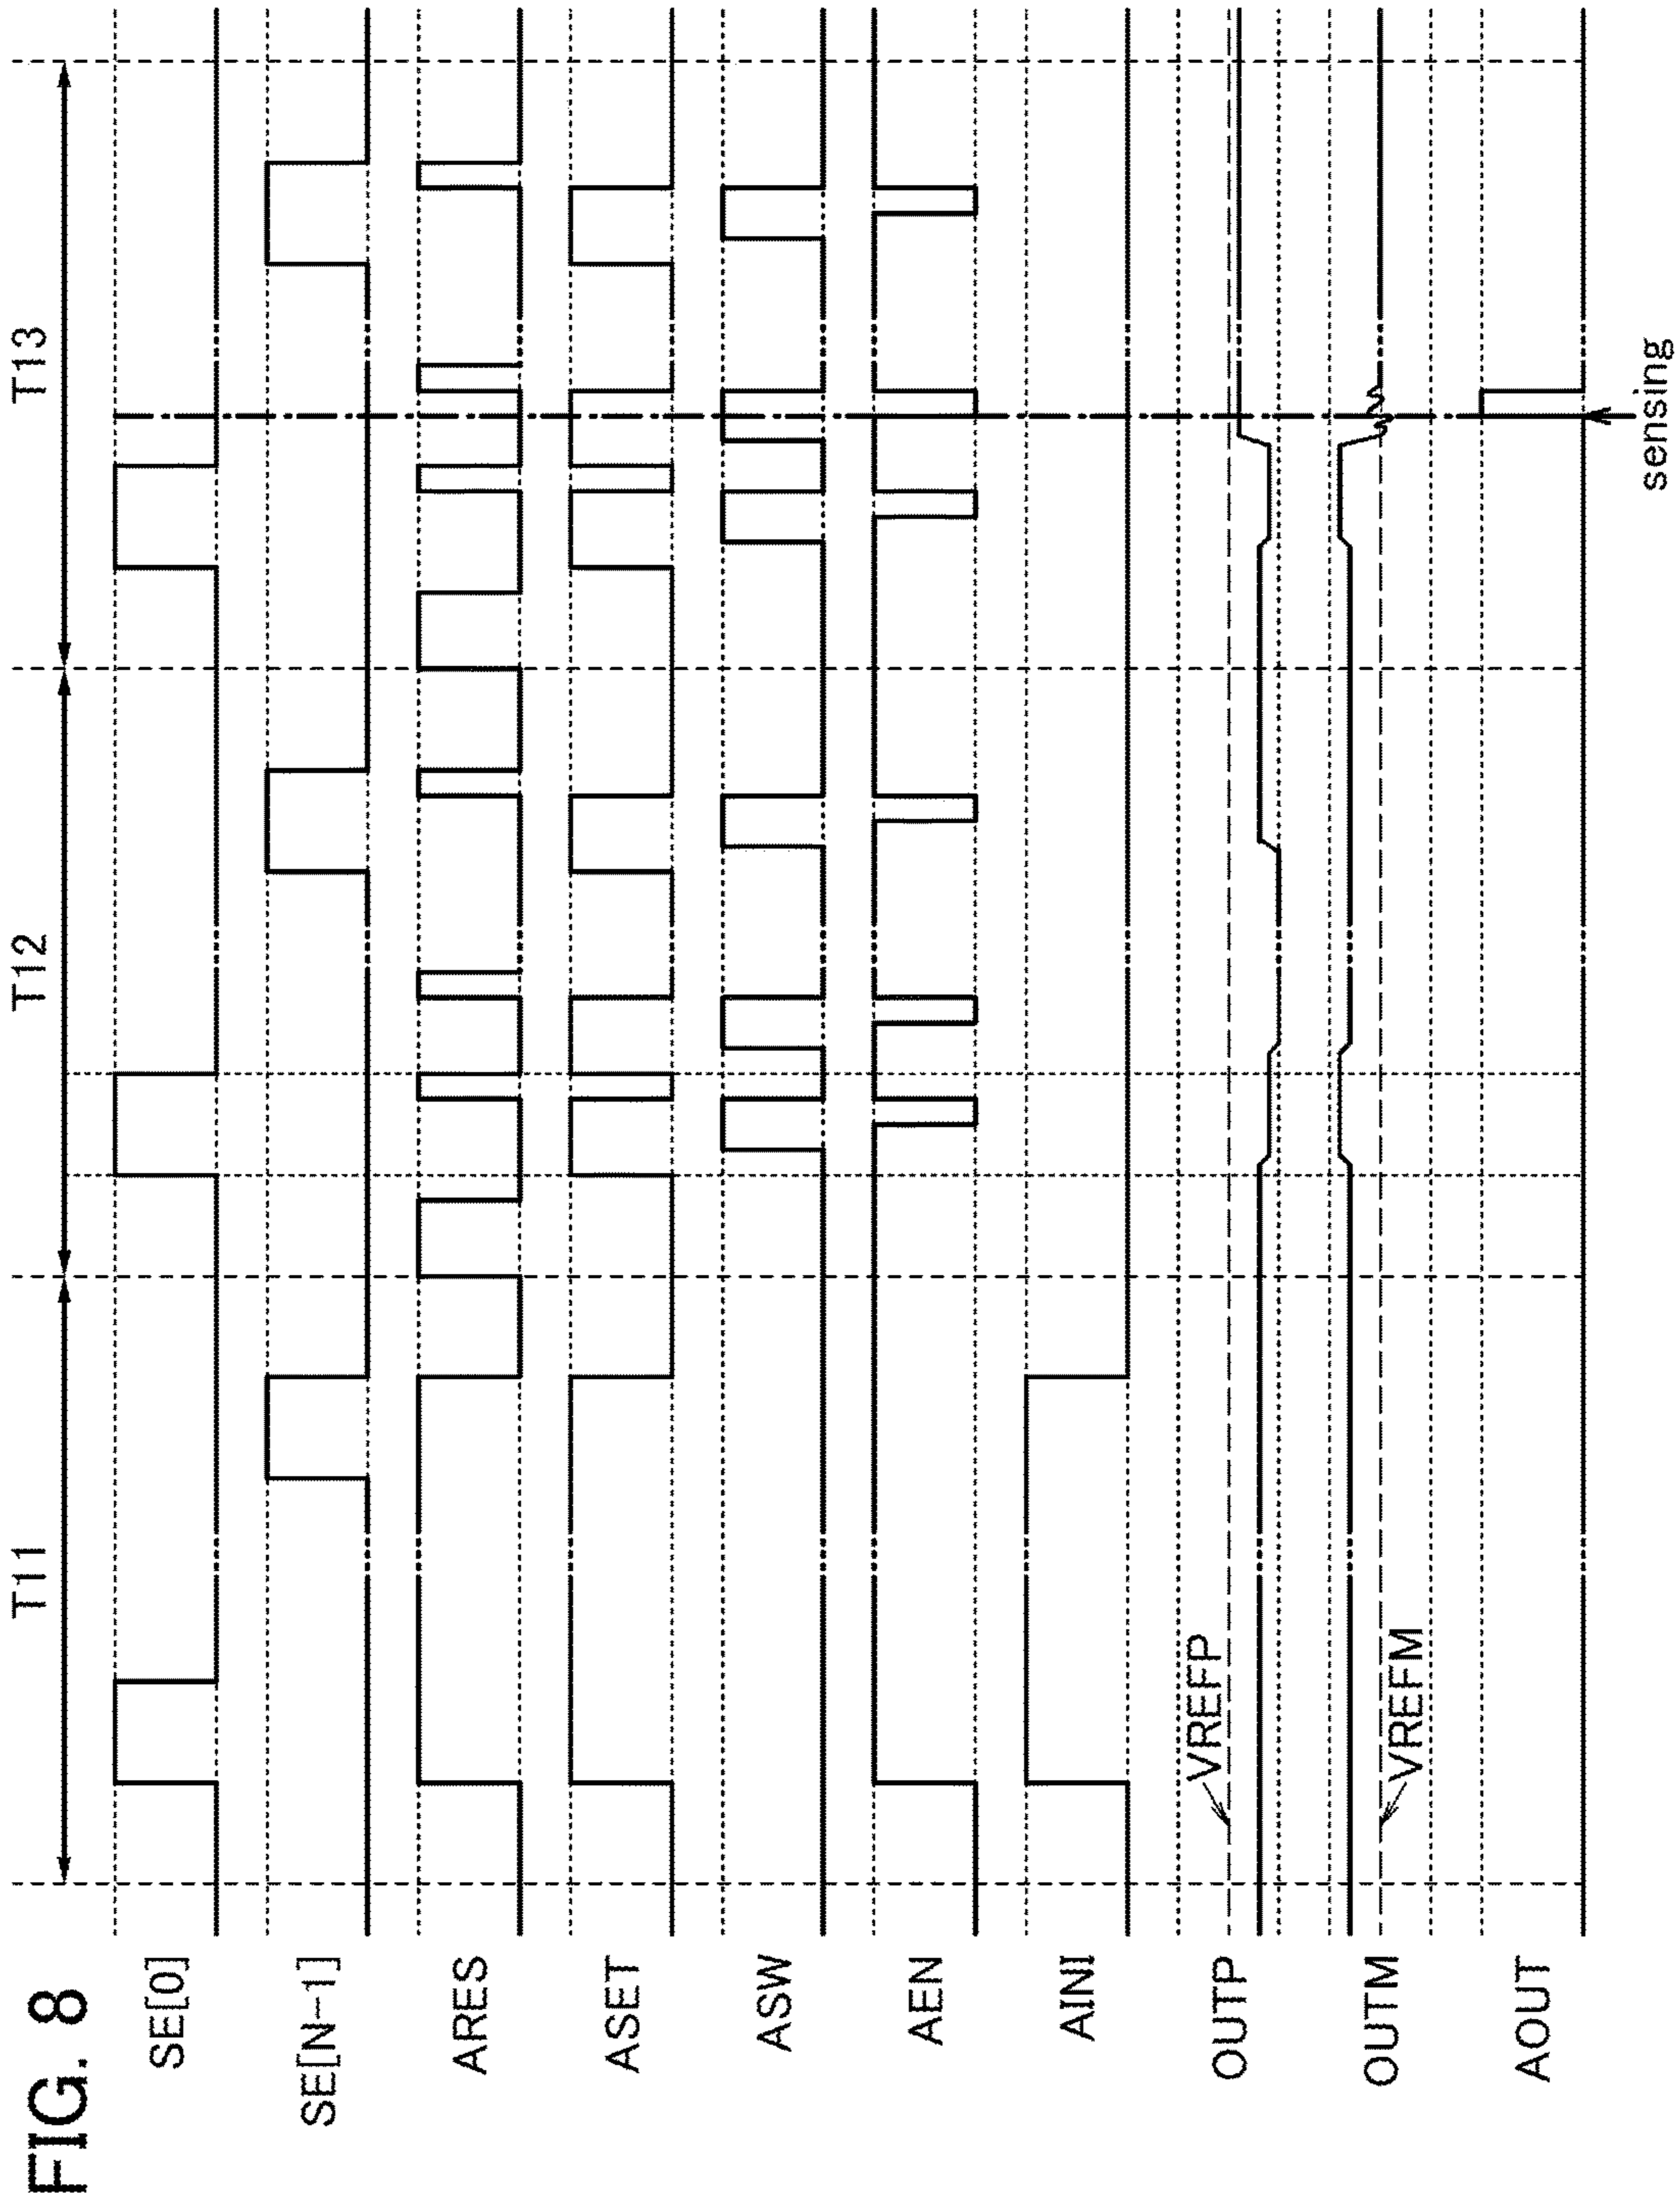 FIG. 8
T11
T12
T13
SE[0]
SE[N-1]
ARES
ASET
ASW
AEN
AINI
OUTP
VREFP
OUTM
VREFM
AOUT
sensing